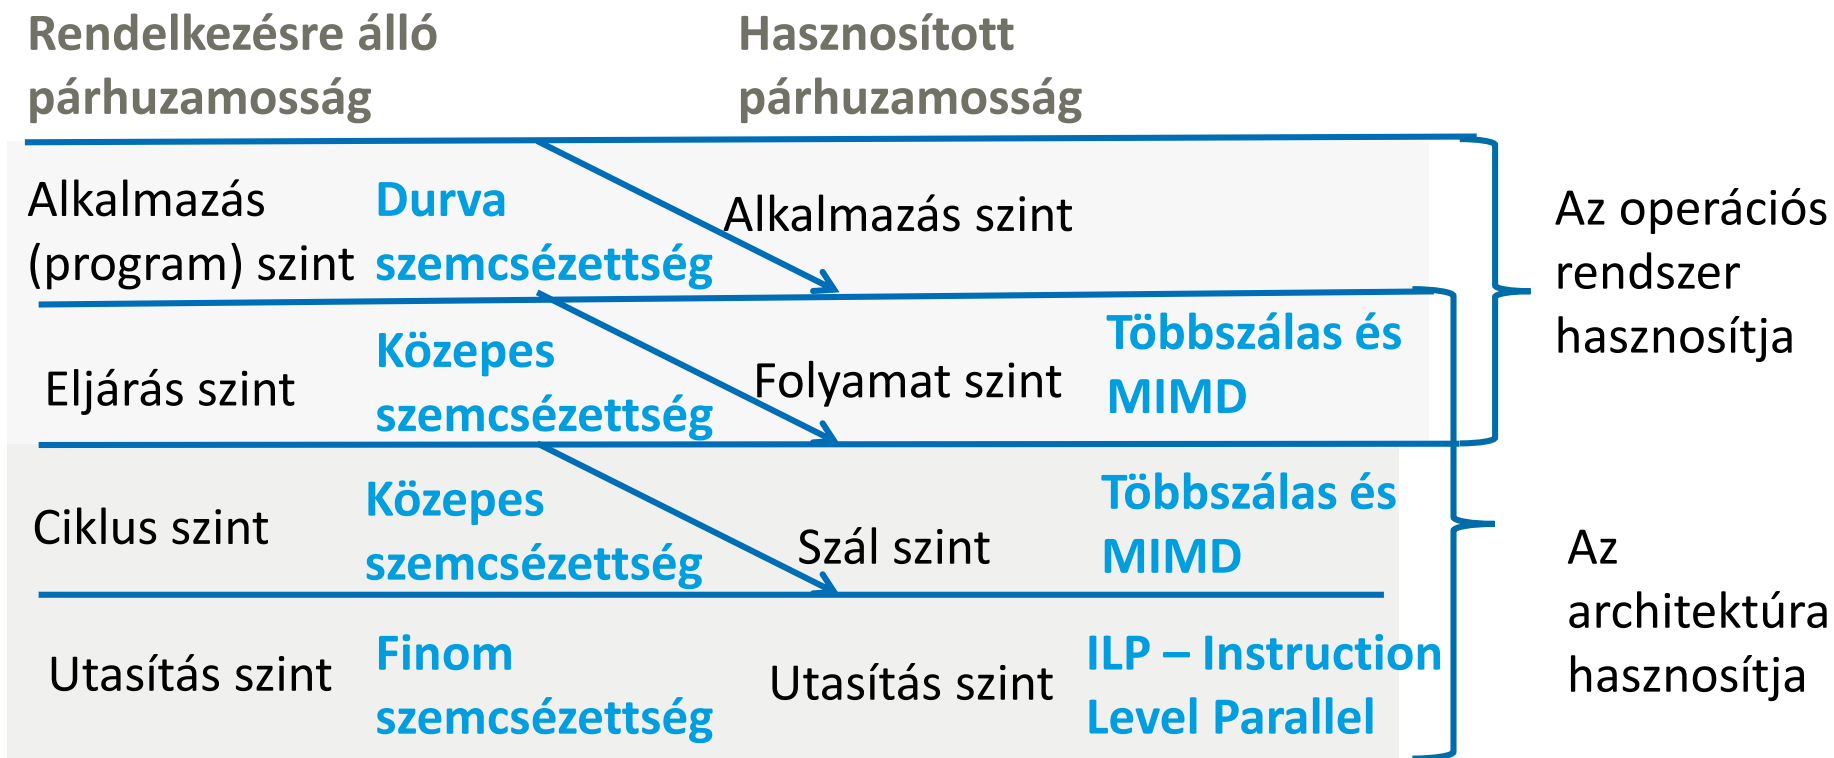 Rendelkezésre álló
párhuzamosság
Hasznosított
párhuzamosság
Alkalmazás
(program) szint
Durva
szemcsézettség
Alkalmazás szint
Az operációs
rendszer
hasznosítja
Eljárás szint
Közepes
szemcsézettség
Folyamat szint
Többszálas és
MIMD
Ciklus szint
Közepes
szemcsézettség
Szál szint
Többszálas és
MIMD
Az
architektúra
hasznosítja
Utasítás szint
Finom
szemcsézettség
Utasítás szint
ILP – Instruction
Level Parallel